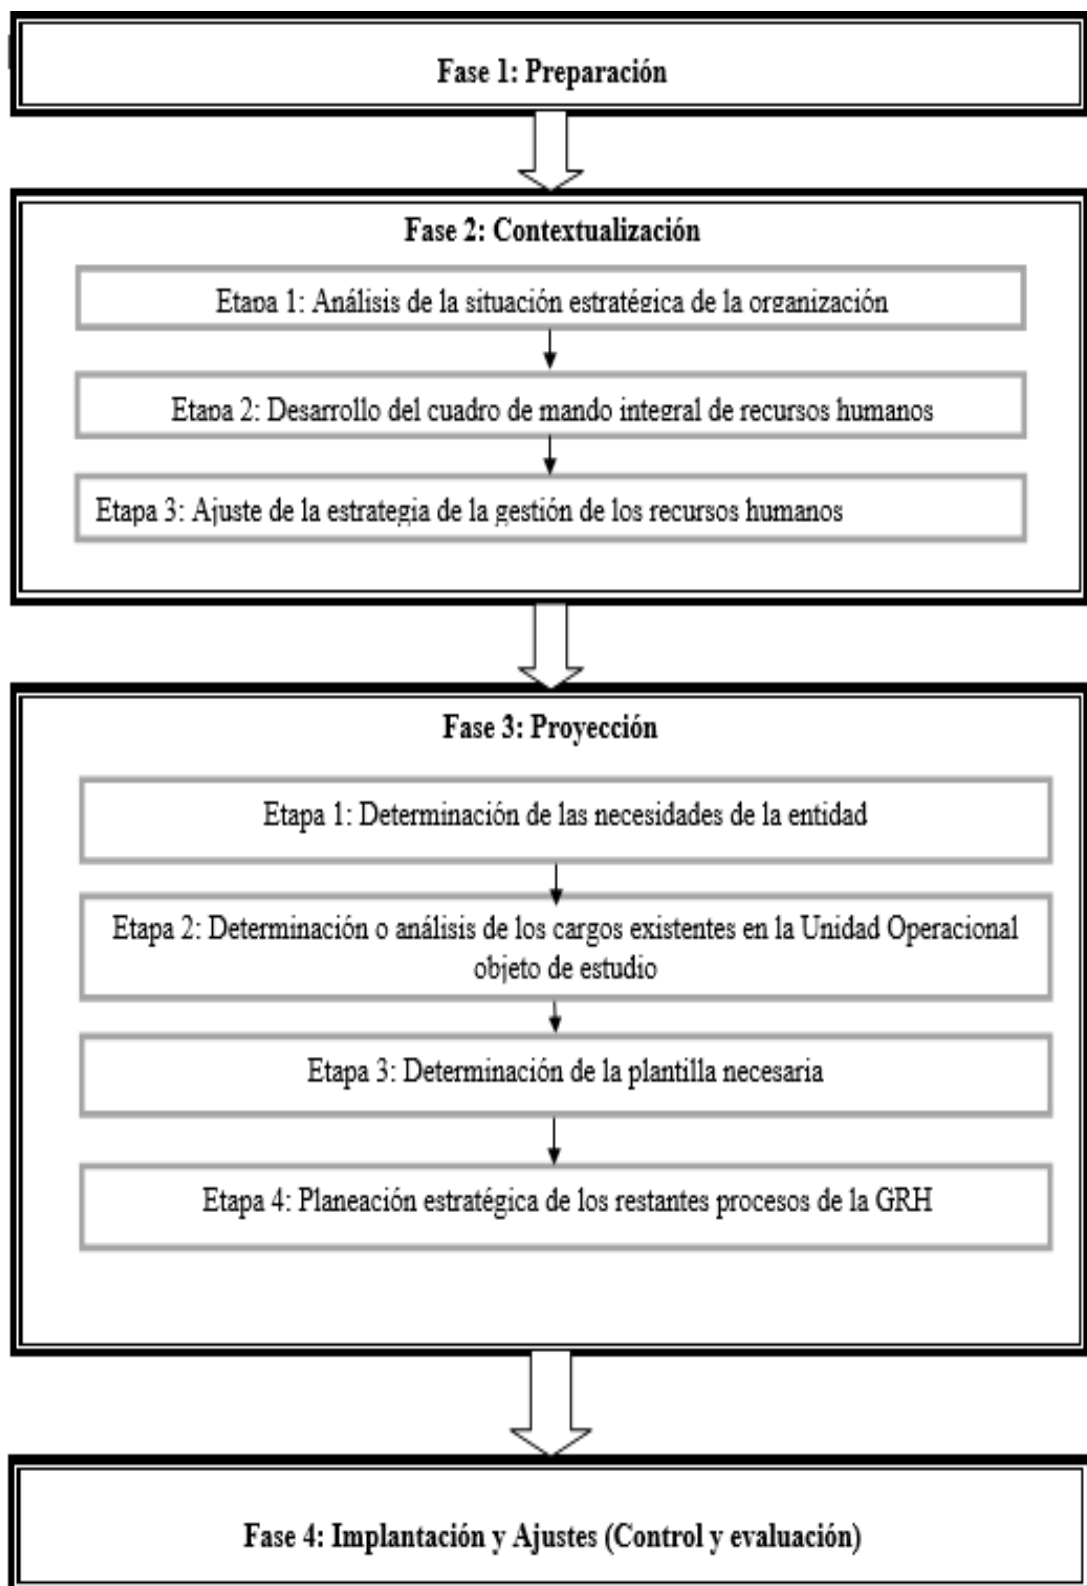 Fase 1: Preparación
Fase 2: Contextualización
Etapa 1: Análisis de la situación estratégica de la organización
Etapa 2: Desarrollo del cuadro de mando integral de recursos humanos
Etapa 3: Ajuste de la estrategia de la gestión de los recursos humanos
Fase 3: Proyección
Etapa 1: Determinación de las necesidades de la entidad
Etapa 2: Determinación o análisis de los cargos existentes en la Unidad Operacional
objeto de estudio
Etapa 3: Determinación de la plantilla necesaria
Etapa 4: Planeación estratégica de los restantes procesos de la GRH
Fase 4: Implantación y Ajustes (Control y evaluación)